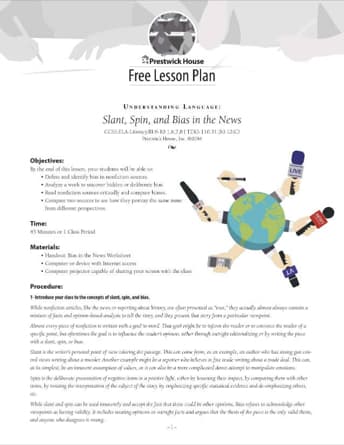 Prestwick House
Free Lesson Plan
UNDERSTANDING LANGUAGE:
Slant, Spin, and Bias in the News
Prestwick House, Inc.
Objectives:
By the end of this lesson, your students will be able to:
• Define and identify bias in nonfiction sources.
• Analyze a work to uncover hidden or deliberate bias.
• Read nonfiction sources critically and compare biases.
• Compare two sources to see how they portray the same issue
from different perspectives.
LIVE
Time:
45 Minutes or 1 Class Period
Materials:
• Handout: Bias in the News Worksheet
• Computer or device with Internet access
• Computer projector capable of sharing your screen with the class
Procedure:
1- Introduce your class to the concepts of slant, spin, and bias.
While nonfiction articles, like the news or reporting about history, are often presented as "true," they actually almost always contain a
mixture of facts and opinion-based analysis to tell the story, and they present that story from a particular viewpoint.
Almost every piece of nonfiction is written with a goal in mind. That goal might be to inform the reader or to convince the reader of a
specific point, but oftentimes the goal is to influence the reader's opinion, either through outright editorializing or by writing the piece
with a slant, spin, or bias.
Slant is the writer's personal point of view coloring the passage. This can come from, as an example, an author who has strong gun con-
trol views writing about a murder. Another example might be a reporter who believes in free trade writing about a trade deal. This can,
at its simplest, be an innocent assumption of values, or it can also be a more complicated down attempt to manipulate emotions.
Spin is the deliberate presentation of negative items in a positive light, either by lessening their impact, by comparing them with other
items, by twisting the interpretation of the subject of the story, by emphasizing specific statistical evidence and de-emphasizing others,
etc.
While slant and spin can be used innocently and accept the fact that there could be other opinions, bias refuses to acknowledge other
viewpoints as having validity. It includes treating opinions as outright facts and argues that the thesis of the piece is the only valid theme,
and anyone who disagrees is wrong.
- 1 -